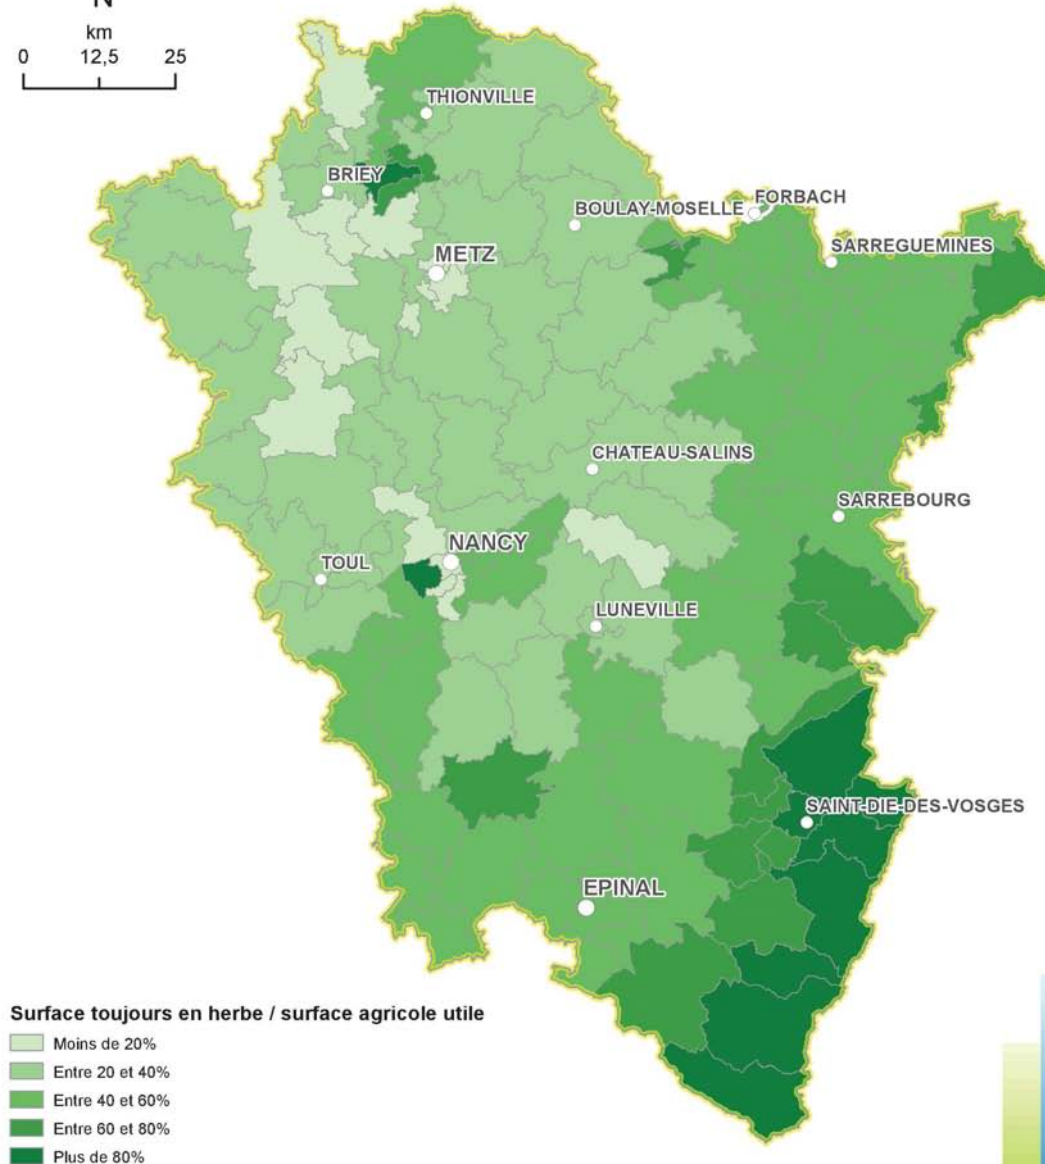 N
km
0 12,5 25
THIONVILLE
BRIEY
BOULAY-MOSELLE
FORBACH
SARREGUEMINES
METZ
CHATEAU-SALINS
SARREBOURG
NANCY
TOUL
LUNEVILLE
SAINT-DIE-DES-VOSGES
EPINAL
Surface toujours en herbe / surface agricole utile
Moins de 20%
Entre 20 et 40%
Entre 40 et 60%
Entre 60 et 80%
Plus de 80%